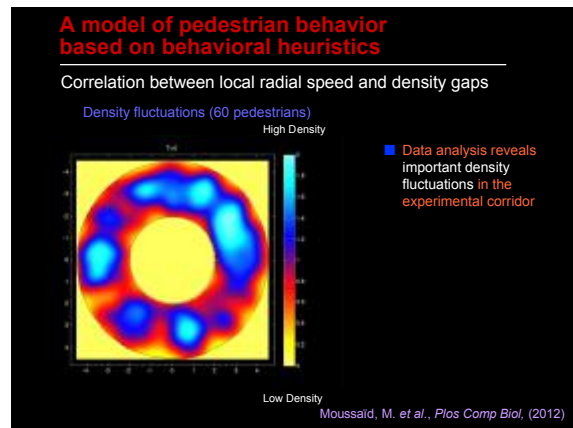 A model of pedestrian behavior
based on behavioral heuristics
Correlation between local radial speed and density gaps
Density fluctuations (60 pedestrians)
High Density
Data analysis reveals
important density
fluctuations in the
experimental corridor
Low Density
Moussaïd, M. et al., Plos Comp Biol, (2012)